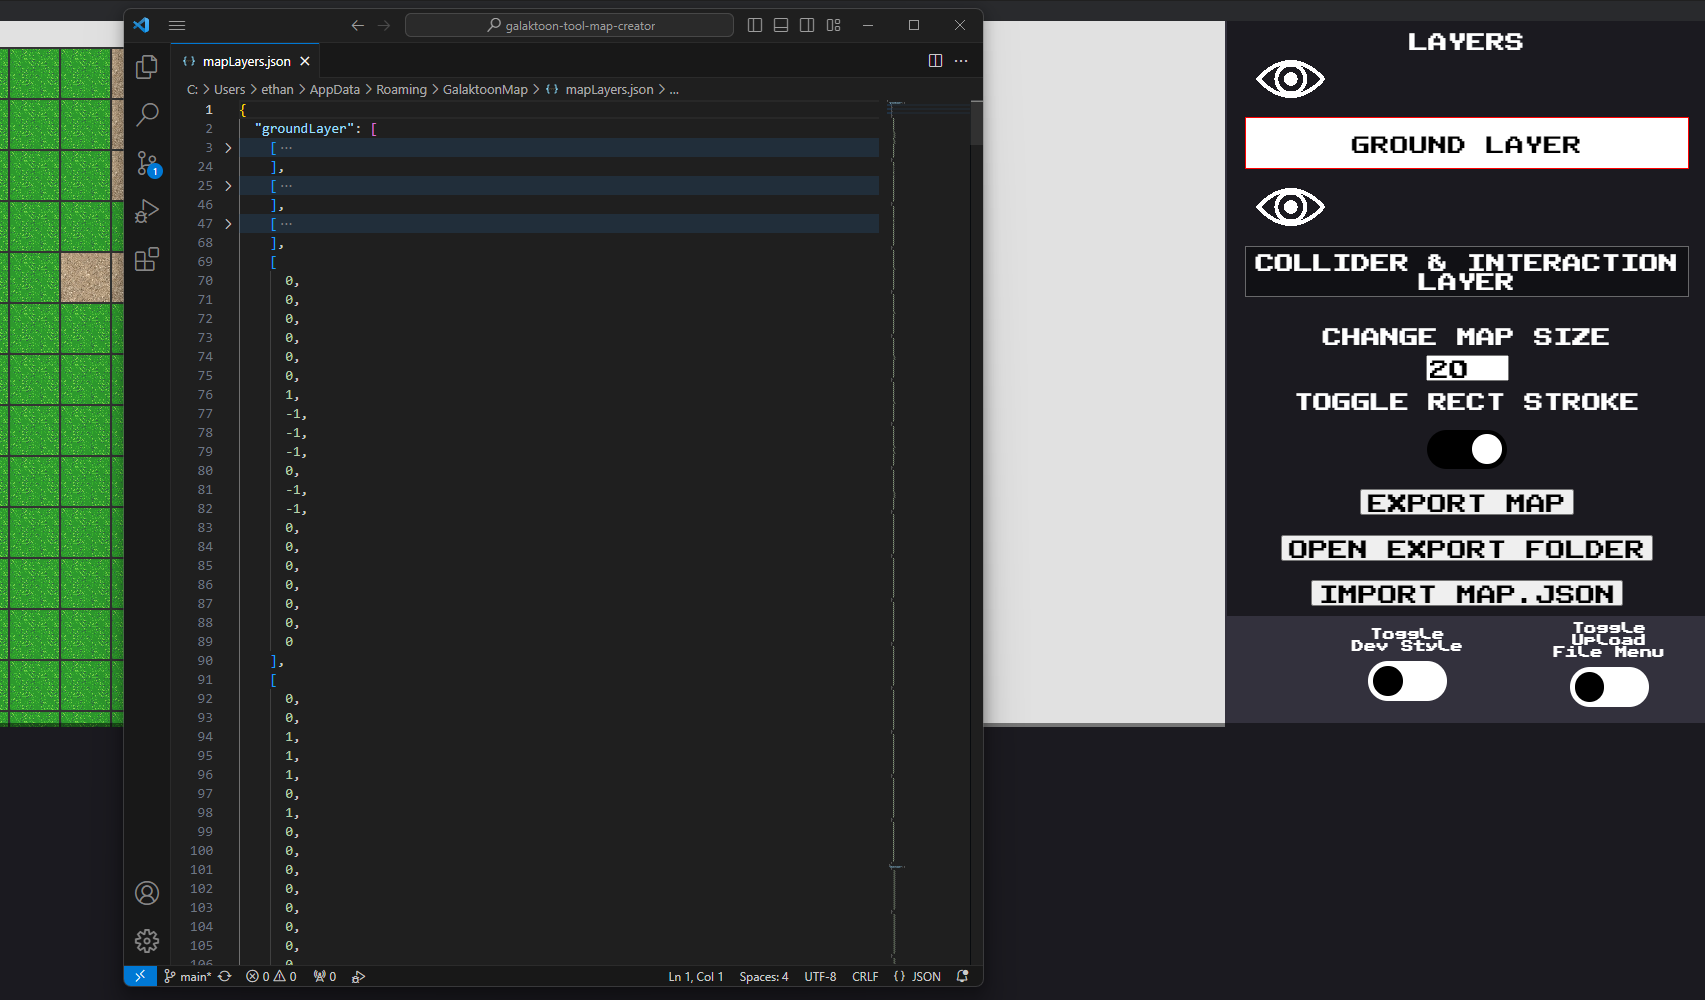 galaktoon-tool-map-creator
mapLayers.json
C: > Users > ethan > AppData > Roaming > GalaktoonMap > {} mapLayers.json > ...
1 {
2 "groundLayer": [
3 [ ...
24 ],
25 [ ...
46 ],
47 [ ...
68 ],
69 [
70 0,
71 0,
72 0,
73 0,
74 0,
75 0,
76 1,
77 -1,
78 -1,
79 -1,
80 0,
81 -1,
82 -1,
83 0,
84 0,
85 0,
86 0,
87 0,
88 0,
89 0
90 ],
91 [
92 0,
93 0,
94 1,
95 1,
96 1,
97 0,
98 1,
99 0,
100 0,
101 0,
102 0,
103 0,
104 0,
105 0,
106 0
1
main* 0 0 0 Ln 1, Col 1 Spaces: 4 UTF-8 CRLF {} JSON
LAYERS
GROUND LAYER
COLLIDER & INTERACTION
LAYER
CHANGE MAP SIZE
20
TOGGLE RECT STROKE
EXPORT MAP
OPEN EXPORT FOLDER
IMPORT MAP.JSON
Toggle
Dev Style
Toggle
Upload
File Menu